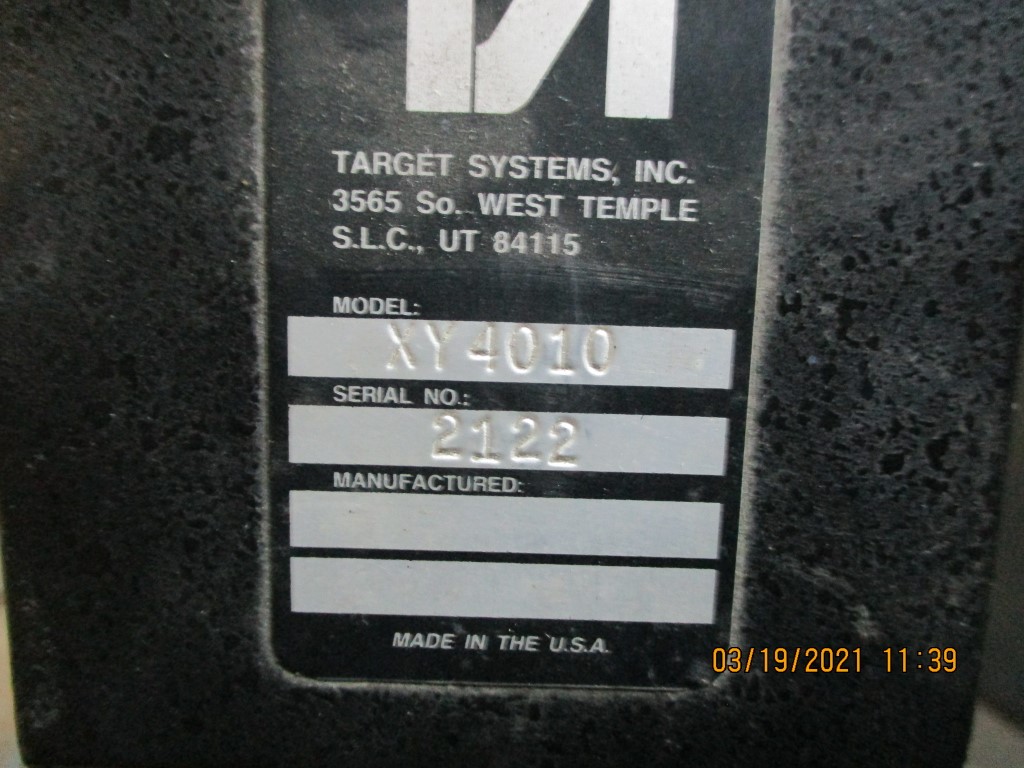 TARGET SYSTEMS, INC.
3565 So. WEST TEMPLE
S.L.C., UT 84115
MODEL:
XY4010
SERIAL NO.:
2122
MANUFACTURED:
MADE IN THE U.S.A.
03/19/2021 11:39